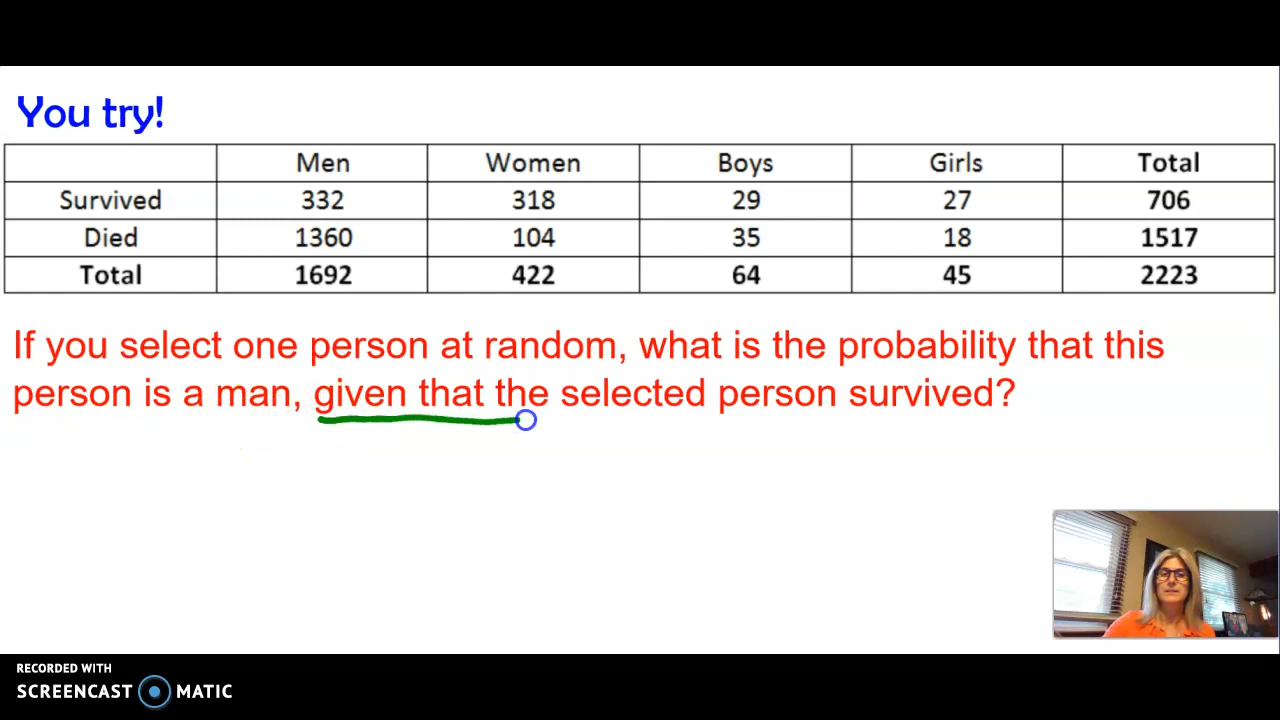 You try!
Men Women Boys Girls Total
Survived 332 318 29 27 706
Died 1360 104 35 18 1517
Total 1692 422 64 45 2223
If you select one person at random, what is the probability that this
person is a man, given that the selected person survived?
RECORDED WITH
SCREENCAST MATIC